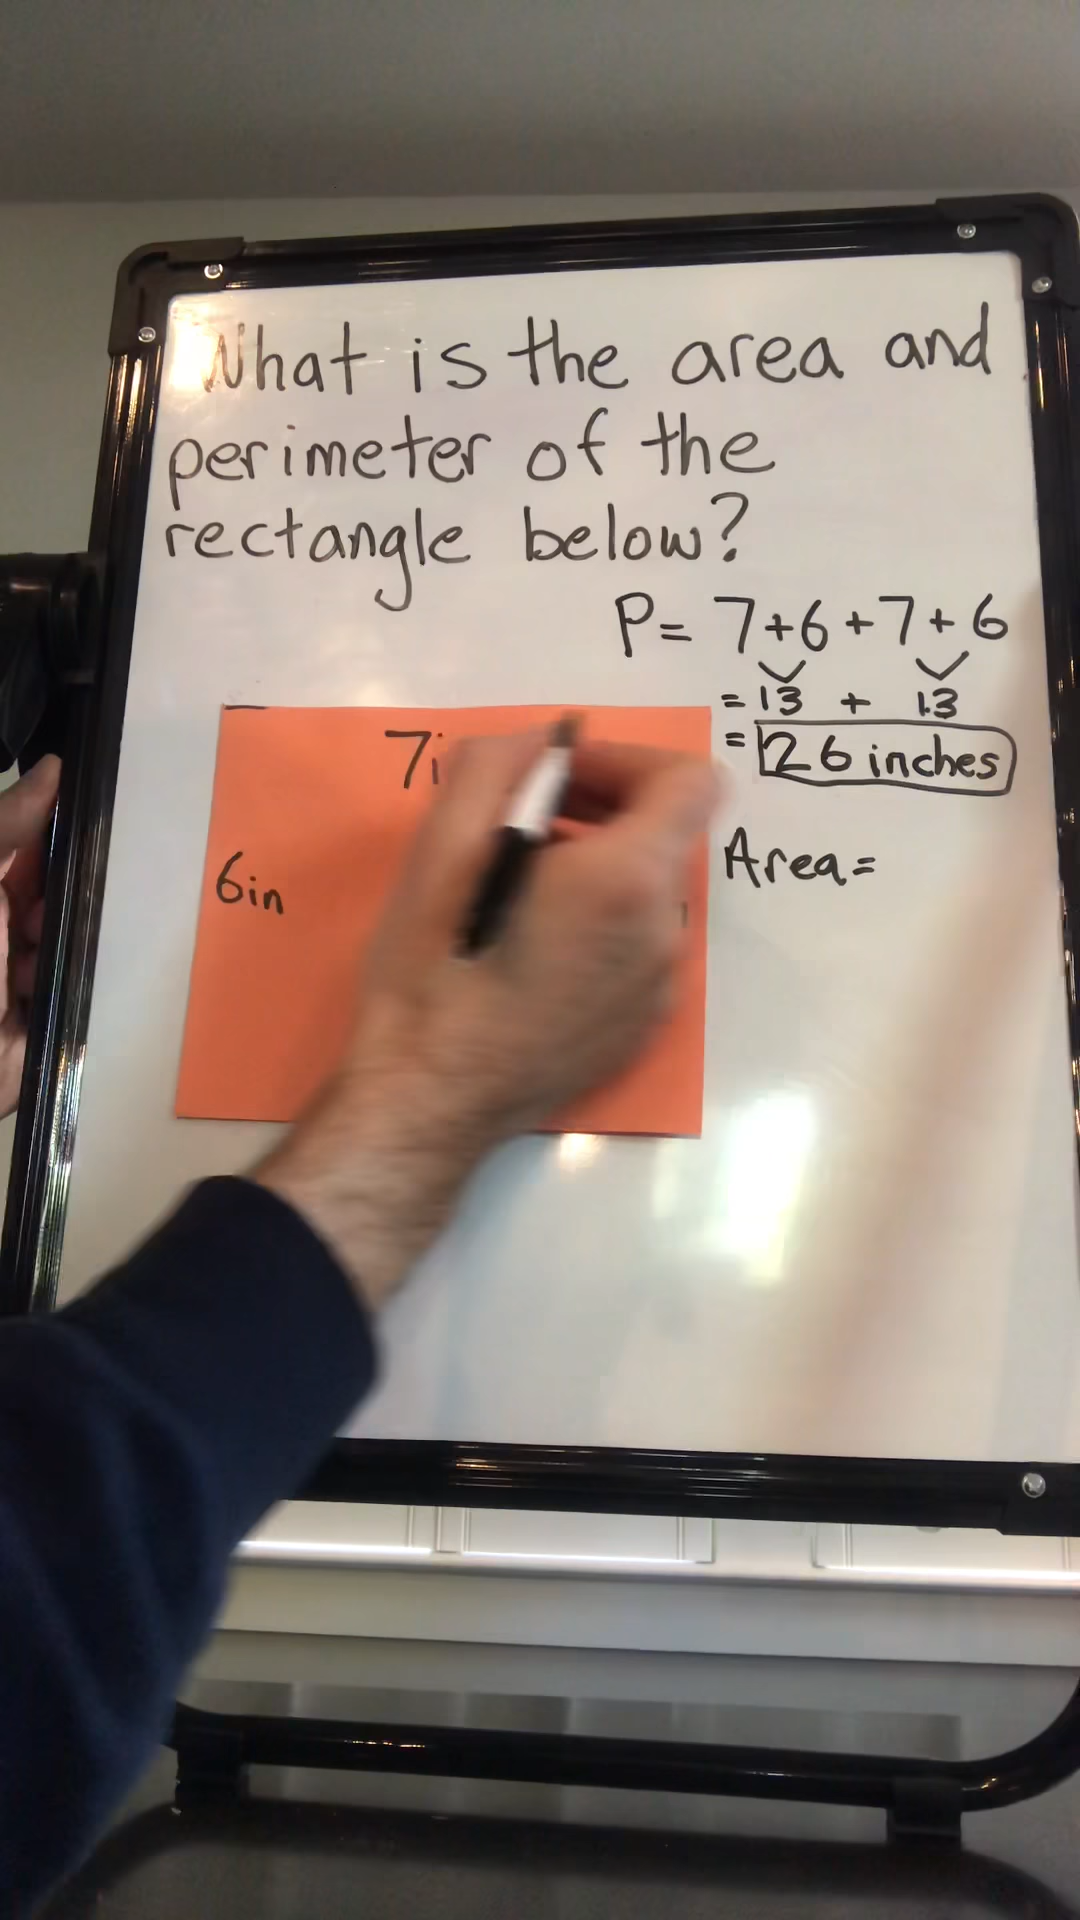 What is the area and
perimeter of the
rectangle below?
P= 7+6+7+6
=13 + 13
= 26 inches
7i
6in
Area=